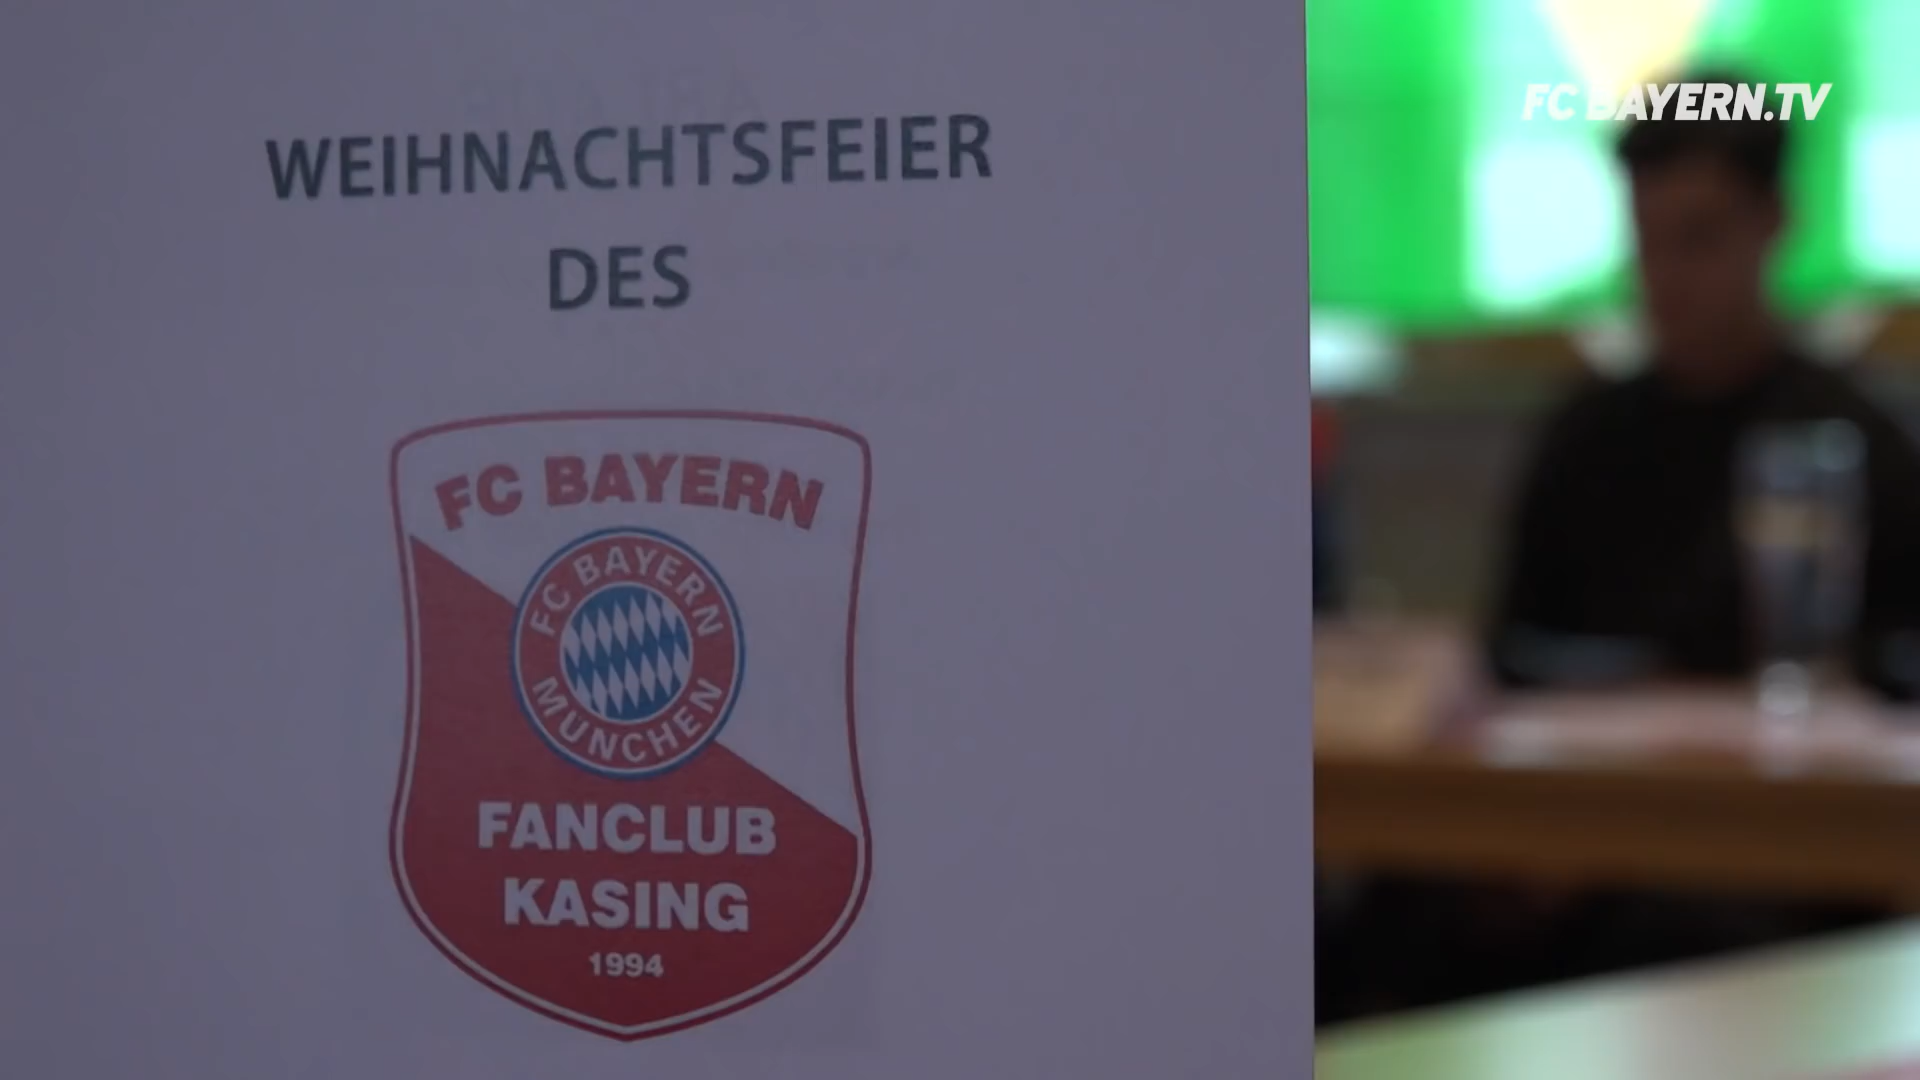 FC BAYERN.TV
WEIHNACHTSFEIER
DES
FC BAYERN
FC BAYERN
MÜNCHEN
FANCLUB
KASING
1994